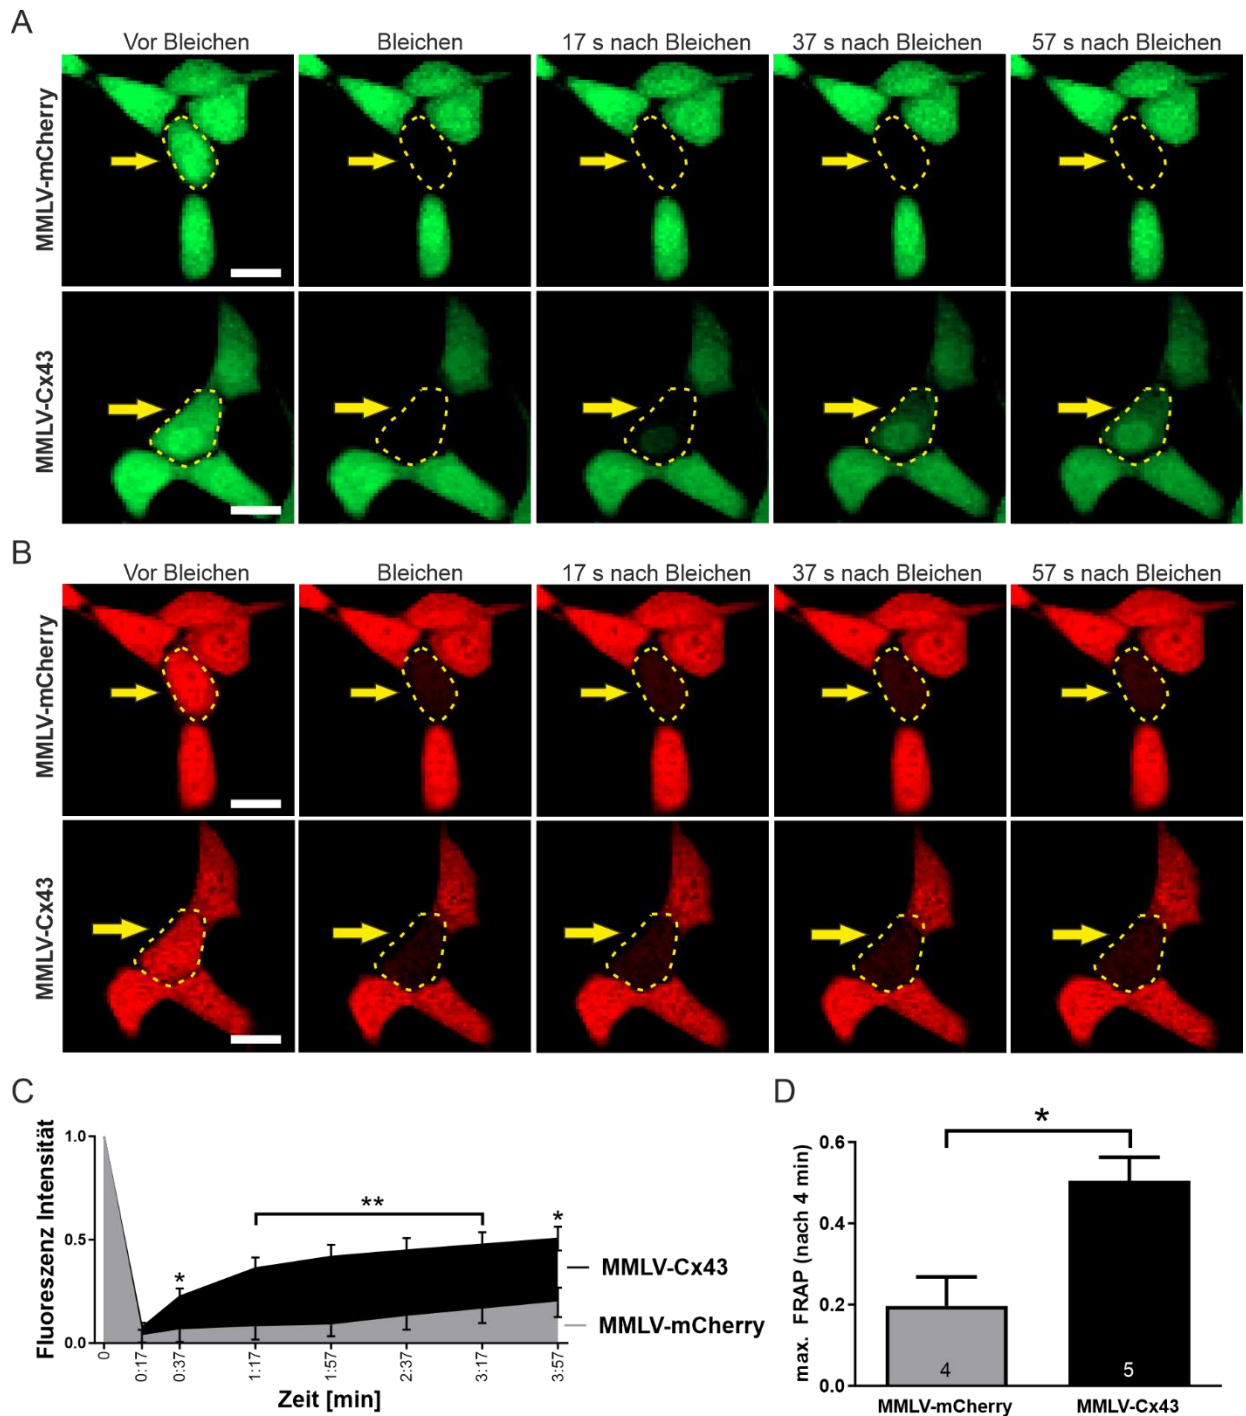 A
Vor Bleichen Bleichen 17 s nach Bleichen 37 s nach Bleichen 57 s nach Bleichen
MMLV-mCherry
MMLV-Cx43
B
Vor Bleichen Bleichen 17 s nach Bleichen 37 s nach Bleichen 57 s nach Bleichen
MMLV-mCherry
MMLV-Cx43
C
Fluoreszenz Intensität
1.0
0.5
0.0
*
**
*
MMLV-Cx43
MMLV-mCherry
0 0:17 0:37 1:17 1:57 2:37 3:17 3:57
Zeit [min]
D
max. FRAP (nach 4 min)
0.6
0.4
0.2
0.0
*
4 5
MMLV-mCherry MMLV-Cx43